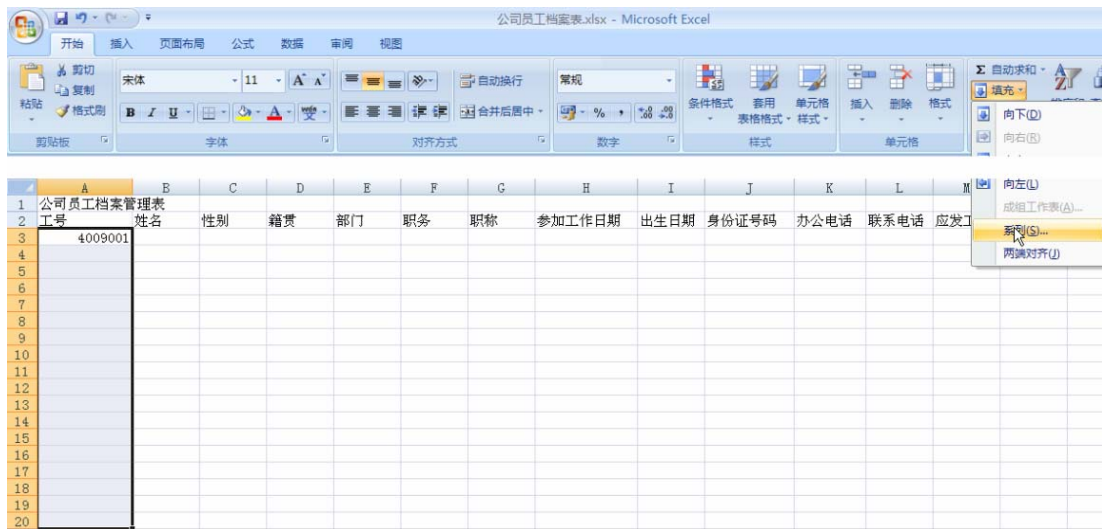 公司员工档案表.xlsx - Microsoft Excel
开始 插入 页面布局 公式 数据 审阅 视图
剪切
复制
格式刷
粘贴
剪贴板
宋体 11 A A
B I U A
字体
自动换行
合并后居中
对齐方式
常规
% ,
数字
条件格式 套用表格格式 单元格样式
样式
插入 删除 格式
单元格
Σ 自动求和
填充
向下(D)
向右(R)
向左(L)
成组工作表(A)...
系列(S)...
两端对齐(J)
A B C D E F G H I J K L M
1 公司员工档案管理表
2 工号 姓名 性别 籍贯 部门 职务 职称 参加工作日期 出生日期 身份证号码 办公电话 联系电话
3 4009001
4
5
6
7
8
9
10
11
12
13
14
15
16
17
18
19
20